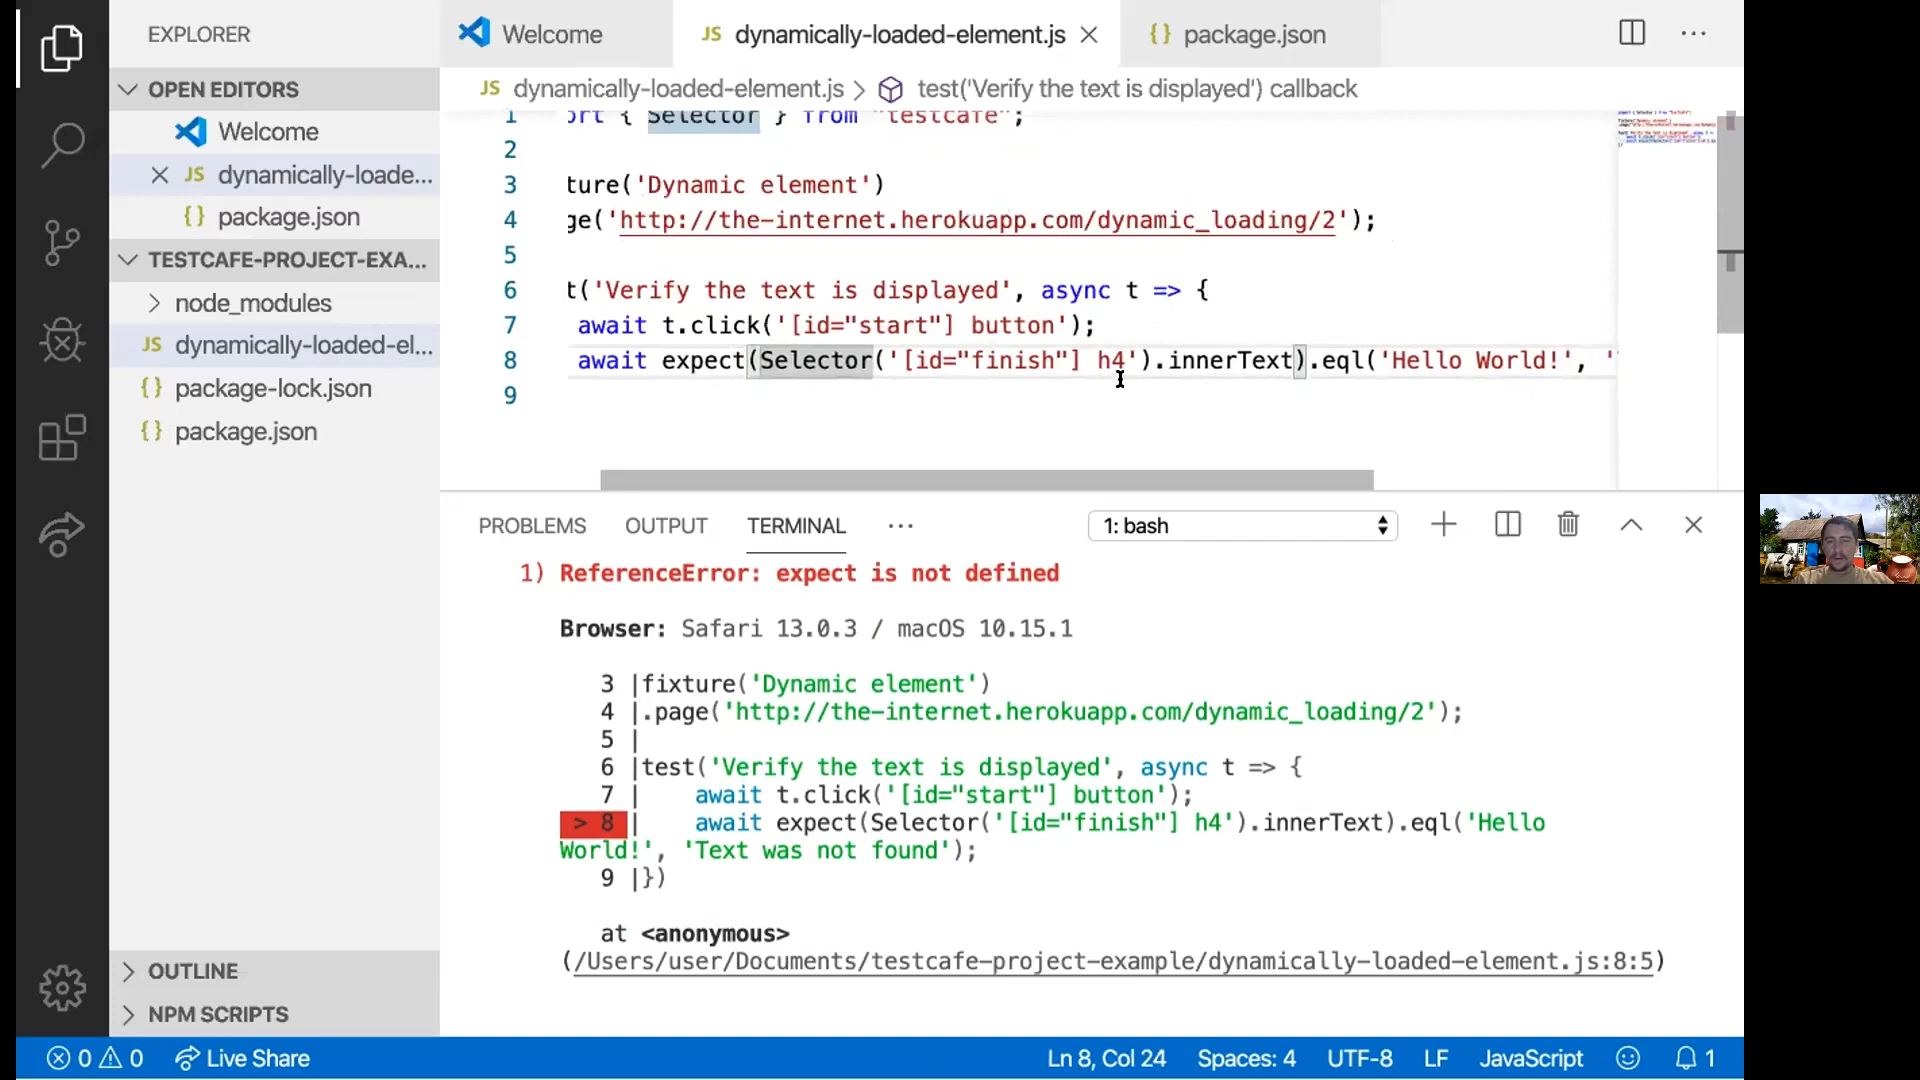 EXPLORER
Welcome
JS dynamically-loaded-element.js
{} package.json
OPEN EDITORS
Welcome
JS dynamically-loade...
{} package.json
TESTCAFE-PROJECT-EXA...
node_modules
JS dynamically-loaded-el...
{} package-lock.json
{} package.json
OUTLINE
NPM SCRIPTS
JS dynamically-loaded-element.js > test('Verify the text is displayed') callback
1 ort { Selector } from "testcafe";
2
3 ture('Dynamic element')
4 ge('http://the-internet.herokuapp.com/dynamic_loading/2');
5
6 t('Verify the text is displayed', async t => {
7 await t.click('[id="start"] button');
8 await expect(Selector('[id="finish"] h4').innerText).eql('Hello World!', '
9
PROBLEMS OUTPUT TERMINAL ... 1: bash
1) ReferenceError: expect is not defined
Browser: Safari 13.0.3 / macOS 10.15.1
3 |fixture('Dynamic element')
4 |.page('http://the-internet.herokuapp.com/dynamic_loading/2');
5 |
6 |test('Verify the text is displayed', async t => {
7 | await t.click('[id="start"] button');
> 8 | await expect(Selector('[id="finish"] h4').innerText).eql('Hello
World!', 'Text was not found');
9 |})
at <anonymous>
(/Users/user/Documents/testcafe-project-example/dynamically-loaded-element.js:8:5)
0 0 Live Share Ln 8, Col 24 Spaces: 4 UTF-8 LF JavaScript 1